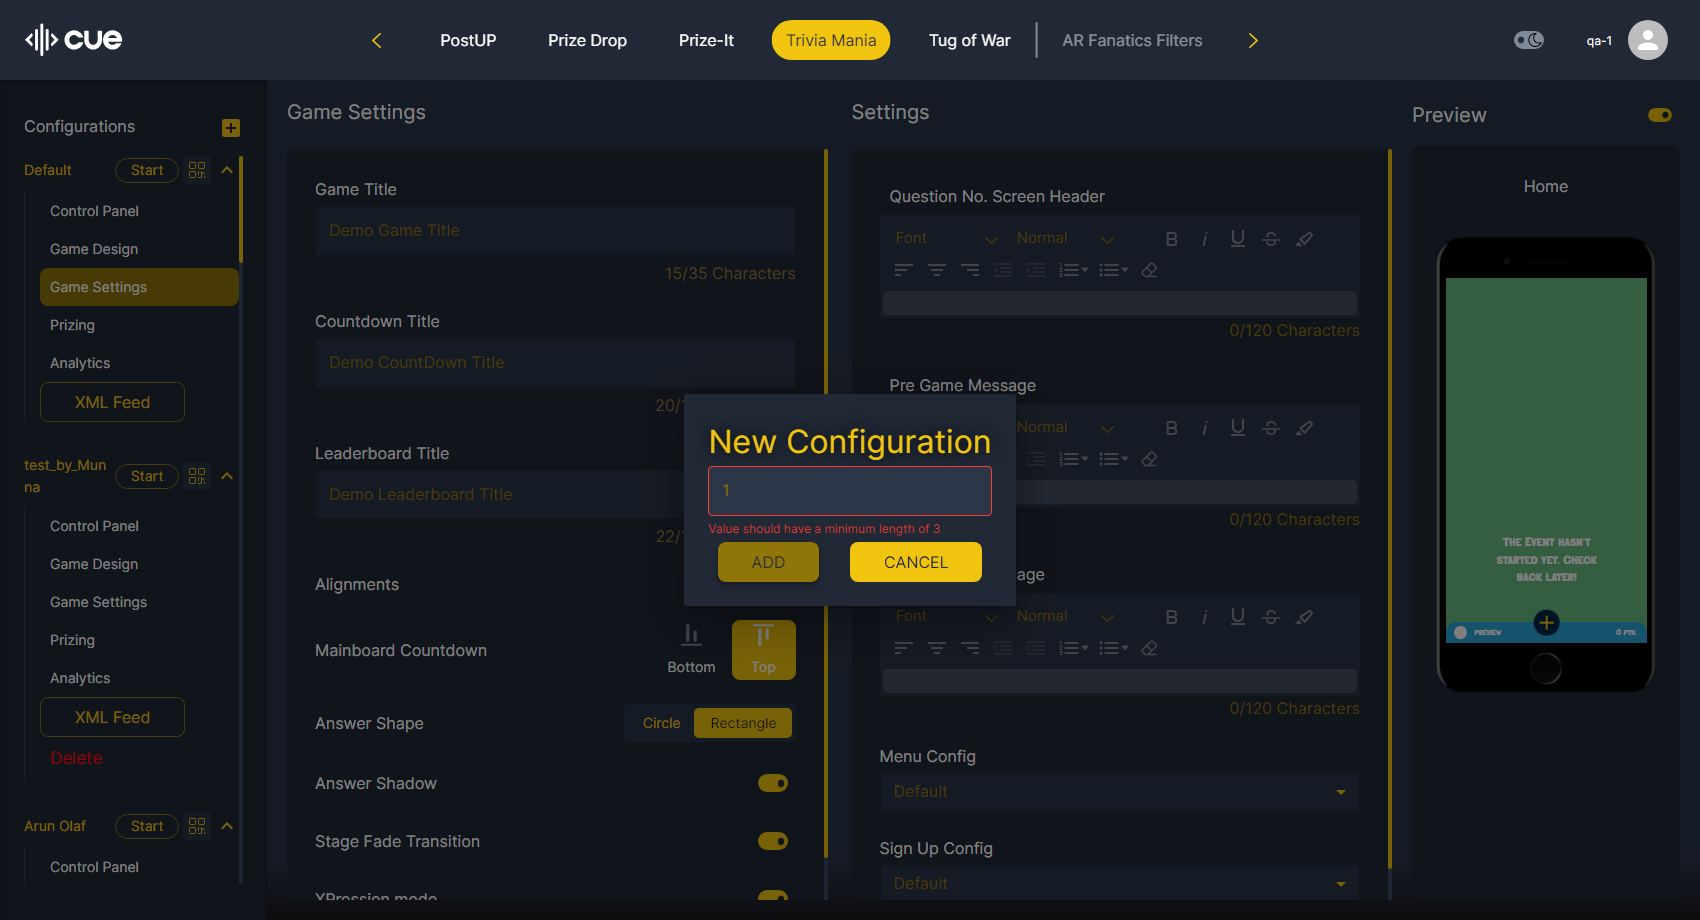 cue
PostUP
Prize Drop
Prize-It
Trivia Mania
Tug of War
AR Fanatics Filters
qa-1
Configurations
Default
Start
Control Panel
Game Design
Game Settings
Prizing
Analytics
XML Feed
test_by_Mun
na
Start
Control Panel
Game Design
Game Settings
Prizing
Analytics
XML Feed
Delete
Arun Olaf
Start
Control Panel
Game Settings
Game Title
Demo Game Title
15/35 Characters
Countdown Title
Demo CountDown Title
20/
Leaderboard Title
Demo Leaderboard Title
22/
Alignments
Mainboard Countdown
Bottom
Top
Answer Shape
Circle
Rectangle
Answer Shadow
Stage Fade Transition
XPression mode
New Configuration
1
Value should have a minimum length of 3
ADD
CANCEL
Settings
Question No. Screen Header
Font
Normal
0/120 Characters
Pre Game Message
Normal
0/120 Characters
age
Font
Normal
0/120 Characters
Menu Config
Default
Sign Up Config
Default
Preview
Home
The Event hasn't
started yet. Check
back later!
PREVIEW
0 PTS.